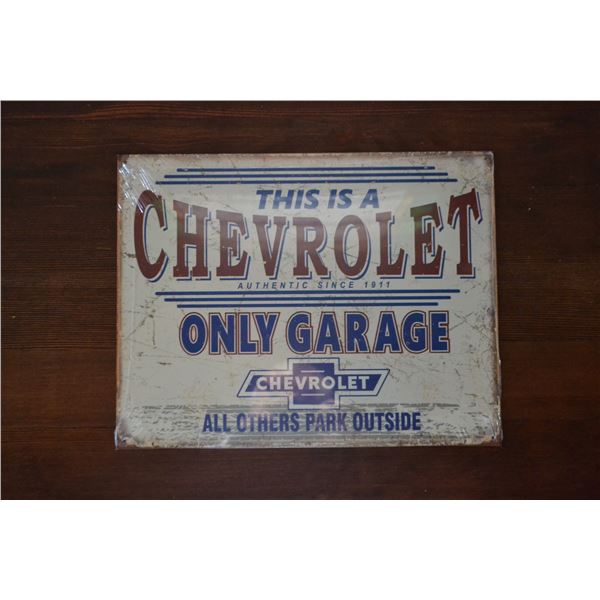 THIS IS A
CHEVROLET
AUTHENTIC SINCE 1911
ONLY GARAGE
CHEVROLET
ALL OTHERS PARK OUTSIDE